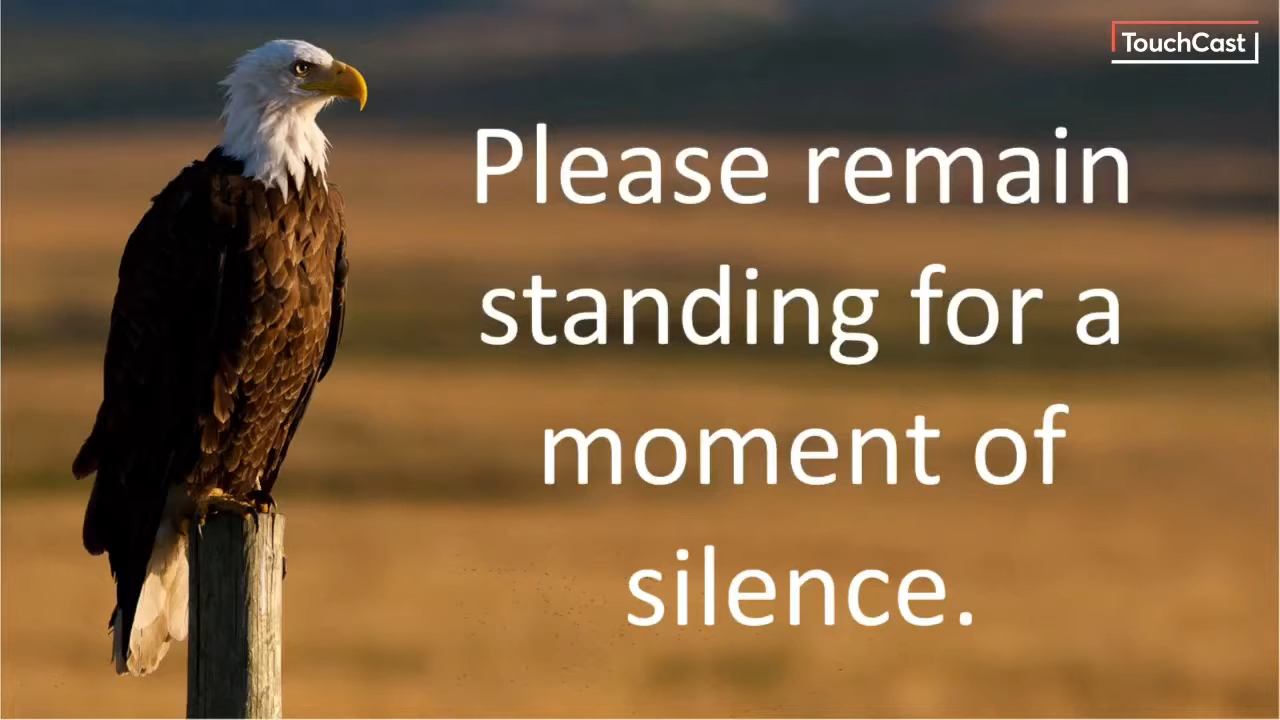 TouchCast
Please remain
standing for a
moment of
silence.